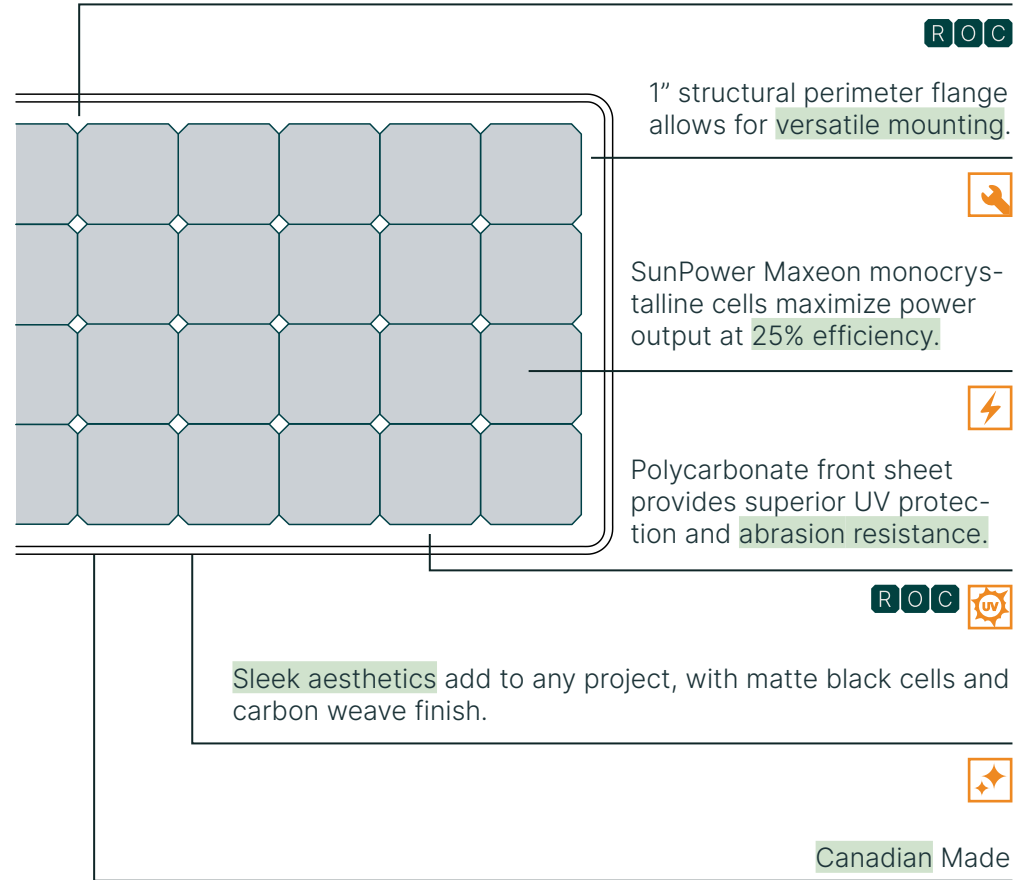 ROC
1” structural perimeter flange
allows for versatile mounting.
SunPower Maxeon monocrys-
talline cells maximize power
output at 25% efficiency.
Polycarbonate front sheet
provides superior UV protec-
tion and abrasion resistance.
ROC UV
Sleek aesthetics add to any project, with matte black cells and
carbon weave finish.
Canadian Made